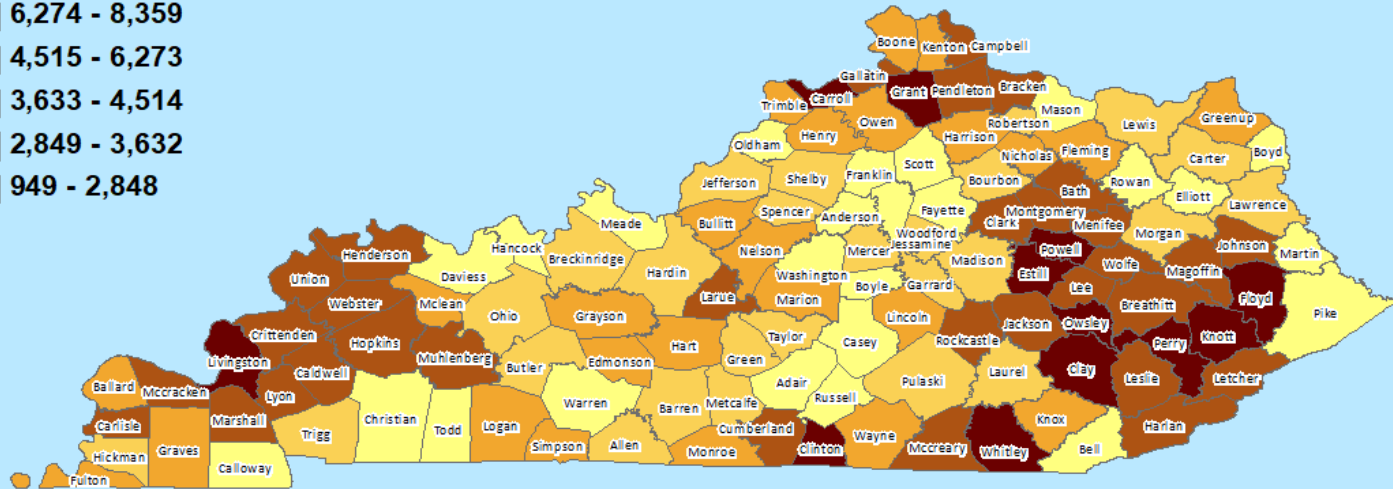 6,274 - 8,359
4,515 - 6,273
3,633 - 4,514
2,849 - 3,632
949 - 2,848
Boone
Kenton
Campbell
Gallatin
Grant
Pendleton
Bracken
Trimble
Carroll
Owen
Robertson
Mason
Lewis
Greenup
Henry
Harrison
Oldham
Nicholas
Fleming
Carter
Boyd
Jefferson
Shelby
Franklin
Scott
Bourbon
Bath
Rowan
Elliott
Lawrence
Meade
Bullitt
Spencer
Anderson
Fayette
Woodford
Jessamine
Clark
Montgomery
Menifee
Morgan
Henderson
Hancock
Daviess
Breckinridge
Hardin
Nelson
Washington
Mercer
Madison
Powell
Estill
Wolfe
Magoffin
Johnson
Martin
Union
Webster
Mclean
Ohio
Grayson
Larue
Marion
Boyle
Garrard
Lee
Breathitt
Floyd
Pike
Crittenden
Hopkins
Muhlenberg
Butler
Edmonson
Hart
Green
Taylor
Casey
Lincoln
Rockcastle
Jackson
Owsley
Perry
Knott
Livingston
Caldwell
Lyon
Ballard
Mccracken
Warren
Barren
Metcalfe
Adair
Russell
Pulaski
Laurel
Clay
Leslie
Letcher
Carlisle
Marshall
Trigg
Christian
Todd
Logan
Simpson
Allen
Monroe
Cumberland
Clinton
Wayne
Mccreary
Whitley
Knox
Bell
Harlan
Hickman
Graves
Calloway
Fulton